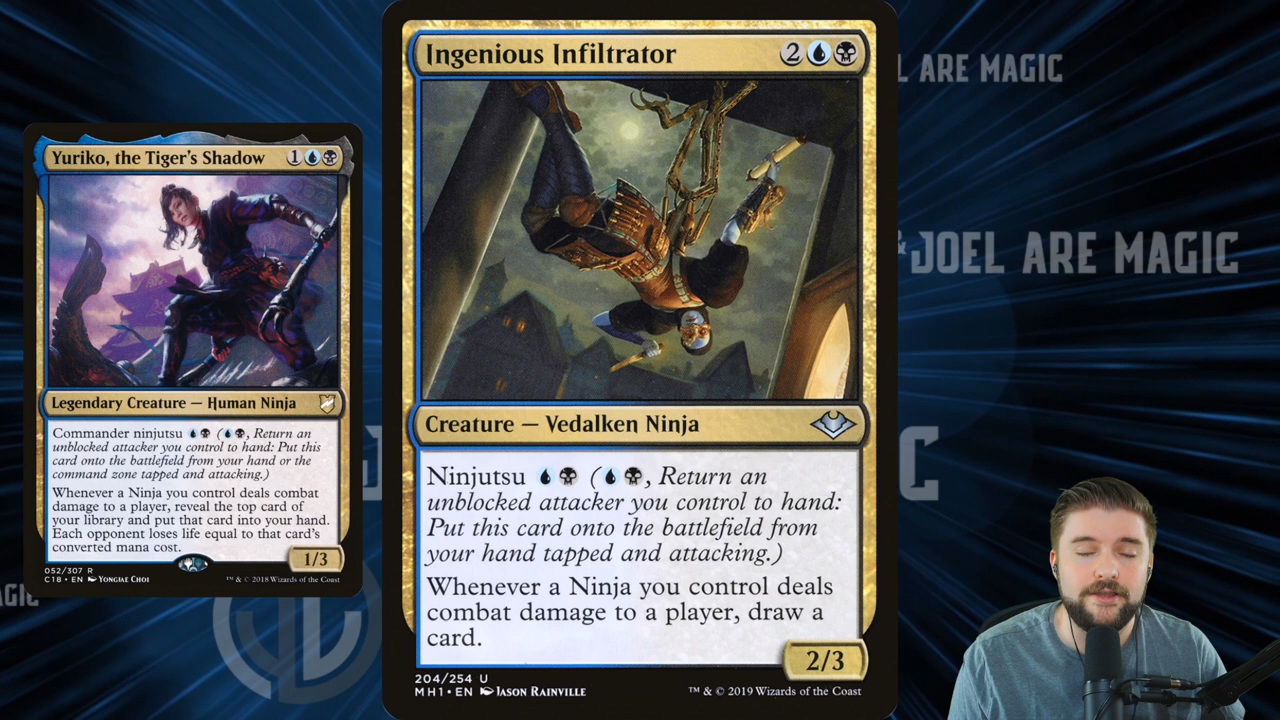 Yuriko, the Tiger's Shadow 1
Legendary Creature — Human Ninja
Commander ninjutsu ( , Return an
unblocked attacker you control to hand: Put this
card onto the battlefield from your hand or the
command zone tapped and attacking.)
Whenever a Ninja you control deals combat
damage to a player, reveal the top card of
your library and put that card into your hand.
Each opponent loses life equal to that card's
converted mana cost.
1/3
052/307 R
C18 • EN YONGJAE CHOI
™ & © 2018 Wizards of the Coast
Ingenious Infiltrator 2
Creature — Vedalken Ninja
Ninjutsu ( , Return an
unblocked attacker you control to hand:
Put this card onto the battlefield from
your hand tapped and attacking.)
Whenever a Ninja you control deals
combat damage to a player, draw a
card.
2/3
204/254 U
MH1 • EN JASON RAINVILLE
™ & © 2019 Wizards of the Coast
L ARE MAGIC
& JOEL ARE MAGIC
C
GIC